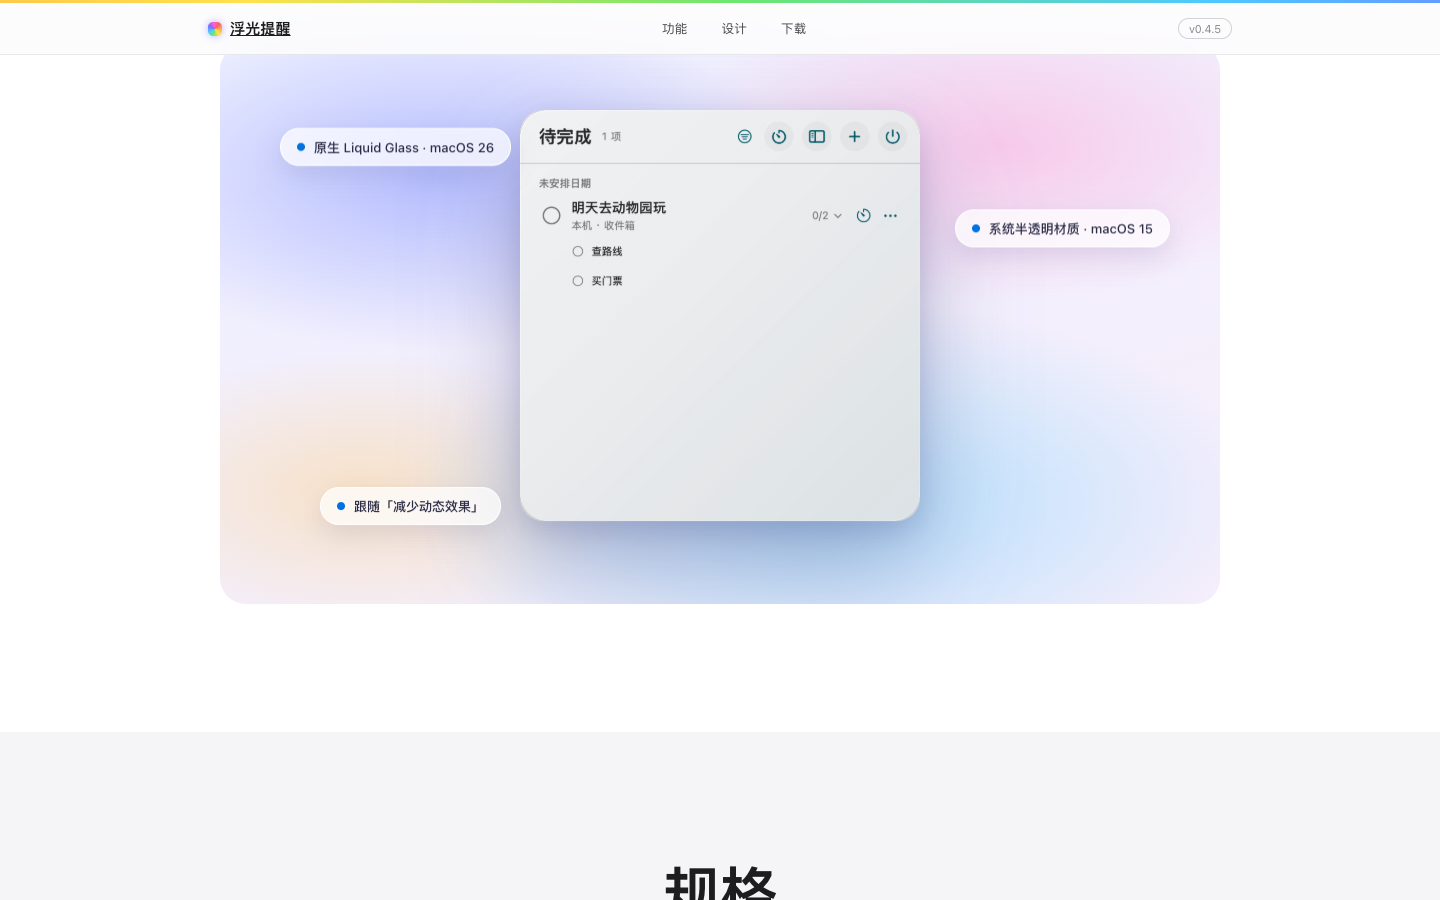 浮光提醒
功能
设计
下载
v0.4.5
原生 Liquid Glass · macOS 26
待完成 1 项
未安排日期
明天去动物园玩
本机 · 收件箱
0/2
查路线
买门票
系统半透明材质 · macOS 15
跟随「减少动态效果」
规格